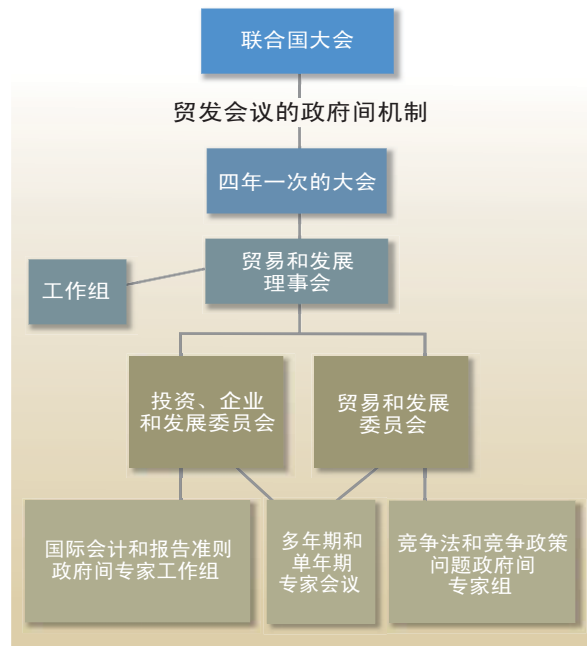 联合国大会
贸发会议的政府间机制
四年一次的大会
贸易和发展
理事会
工作组
投资、企业
和发展委员会
贸易和发展
委员会
国际会计和报告准则
政府间专家工作组
多年期和
单年期
专家会议
竞争法和竞争政策
问题政府间
专家组